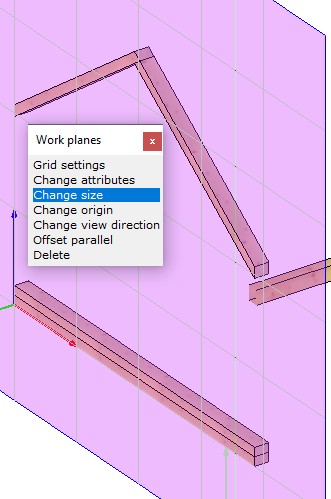 Work planes
x
Grid settings
Change attributes
Change size
Change origin
Change view direction
Offset parallel
Delete